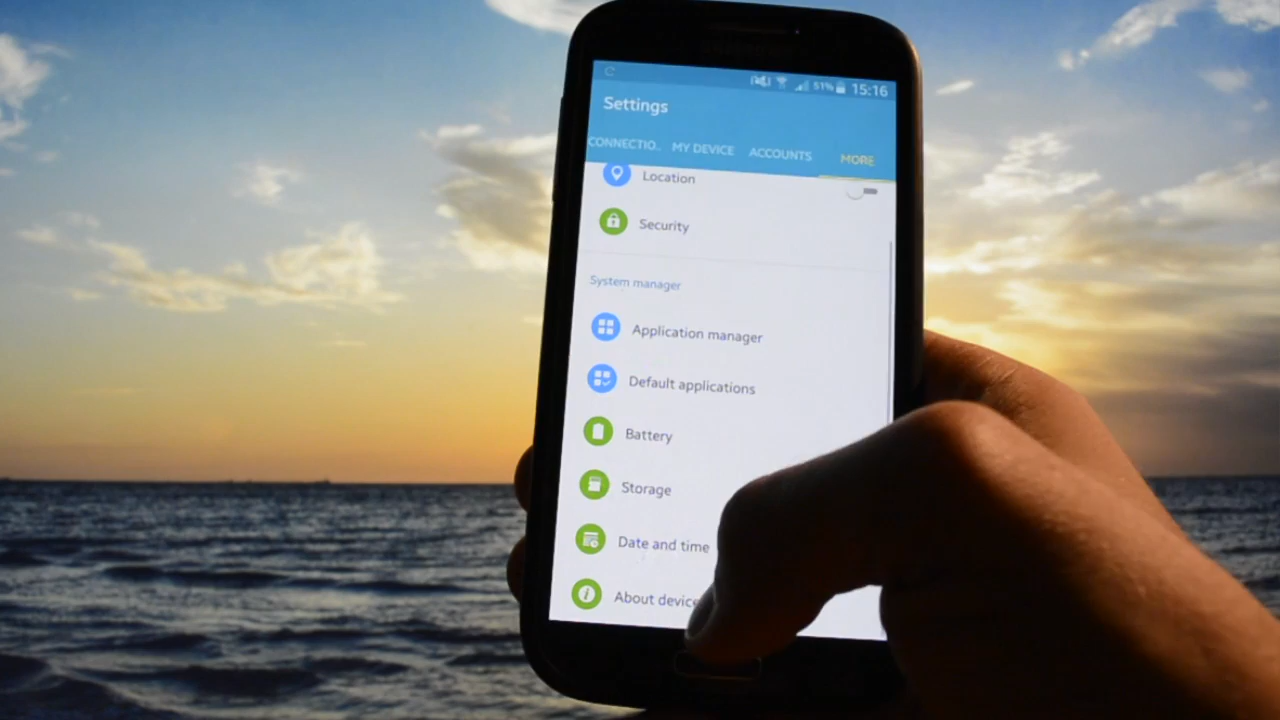 51% 15:16
Settings
CONNECTIO.. MY DEVICE ACCOUNTS MORE
Location
Security
System manager
Application manager
Default applications
Battery
Storage
Date and time
About device